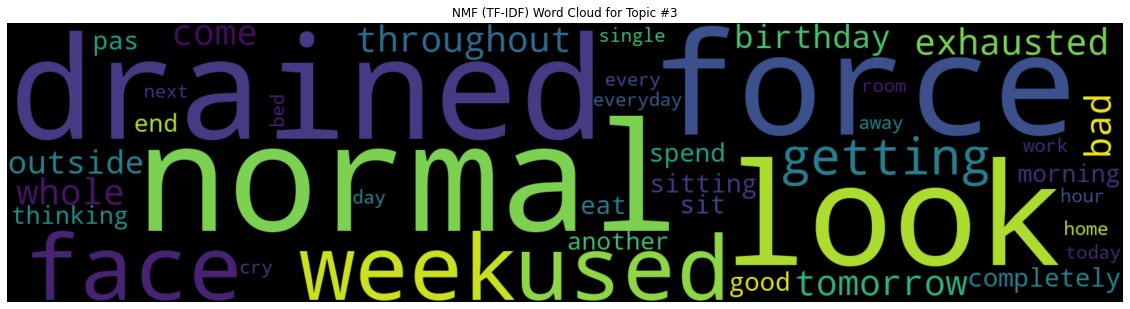 NMF (TF-IDF) Word Cloud for Topic #3
pas come throughout single birthday exhausted
drained force
next bed every everyday room away
end bad
normal look
outside spend getting work
whole day sitting morning
thinking eat sit hour
face another home
cry week used today
good tomorrow completely